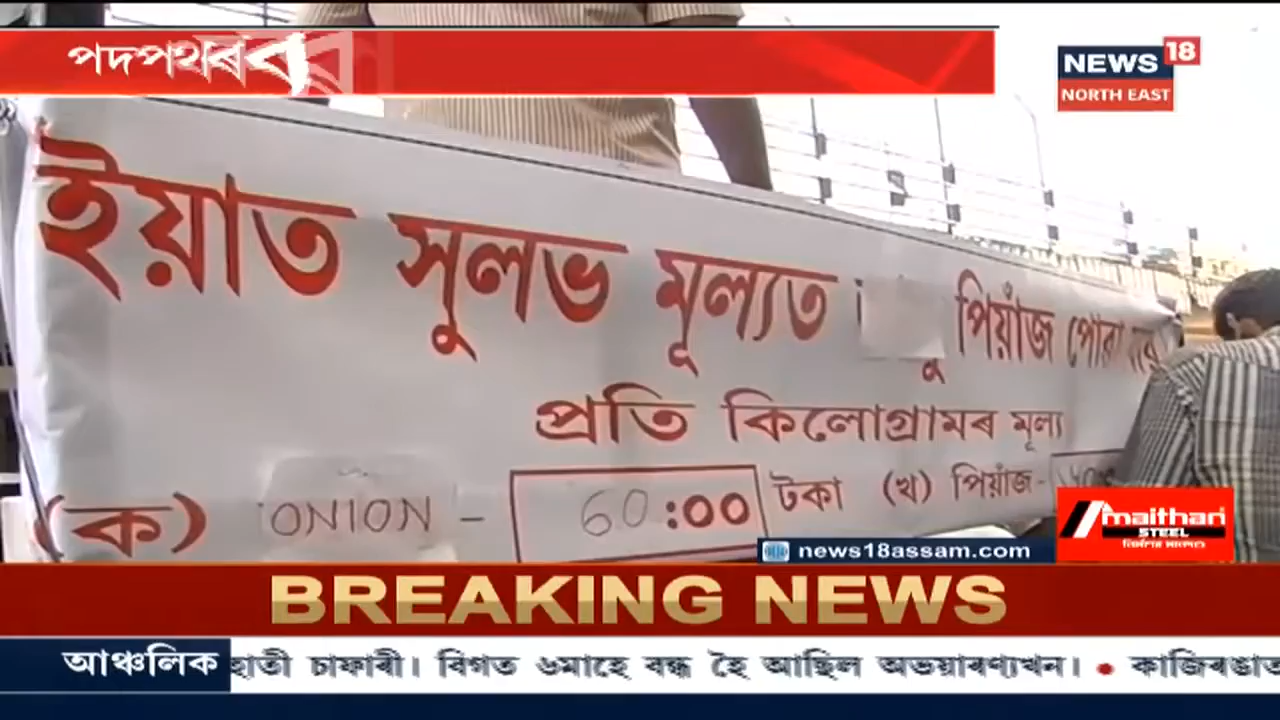 পদপথৰ
NEWS 18
NORTH EAST
ইয়াত সুলভ মূল্যত পিয়াঁজ পোৱা
প্ৰতি কিলোগ্ৰামৰ মূল্য
(ক) ONION - 60:00 টকা (খ) পিয়াঁজ-
news18assam.com
maithan
STEEL
BREAKING NEWS
আঞ্চলিক হাতী চাফাৰী। বিগত ৬মাহে বন্ধ হৈ আছিল অভয়াৰণ্যখন। • কাজিৰঙাত